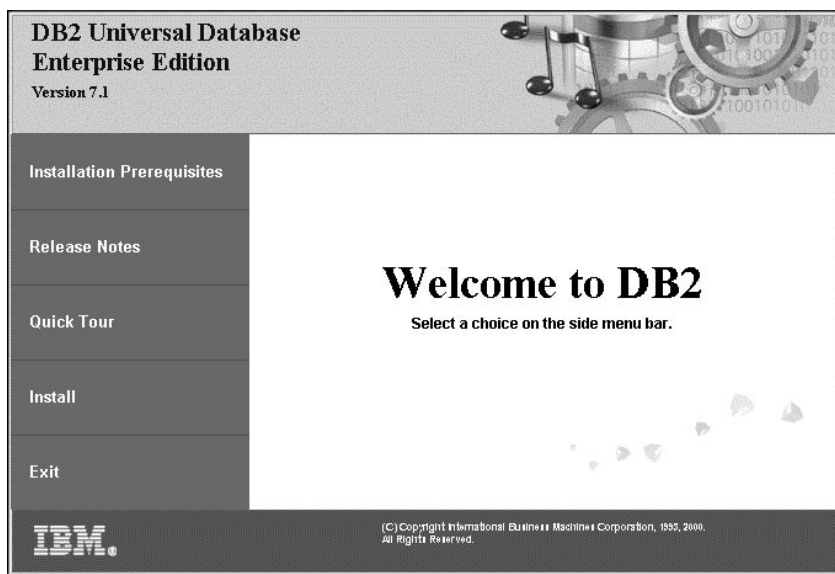 DB2 Universal Database
Enterprise Edition
Version 7.1
Installation Prerequisites
Release Notes
Quick Tour
Install
Exit
Welcome to DB2
Select a choice on the side menu bar.
IBM®
(C) Copyright International Business Machines Corporation, 1993, 2000.
All Rights Reserved.